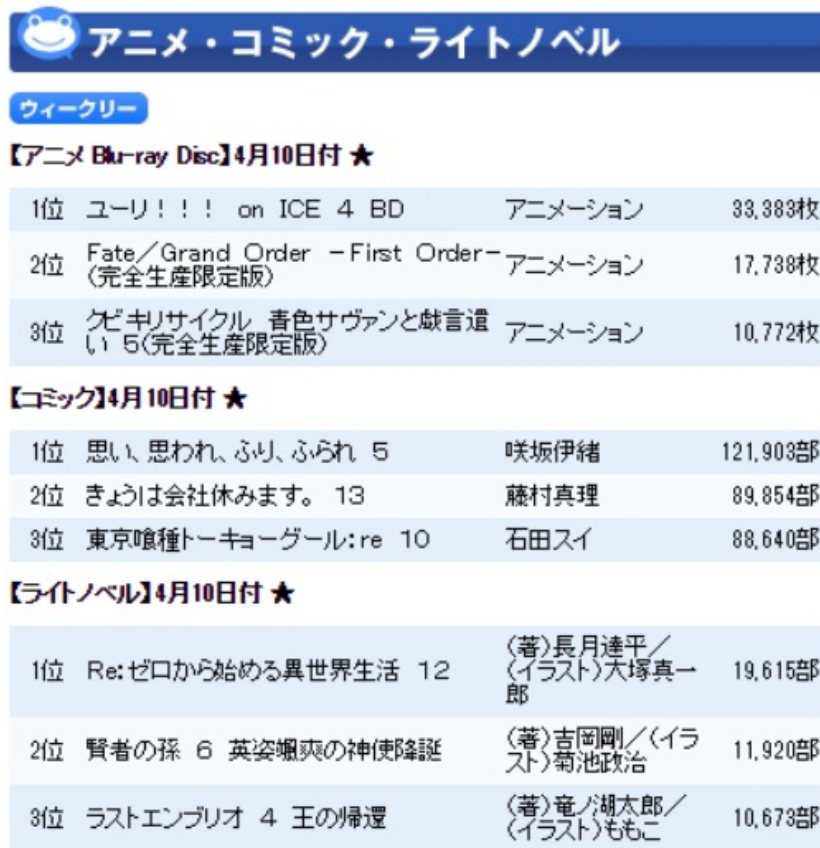 アニメ・コミック・ライトノベル
ウィークリー
【アニメ Blu-ray Disc】4月10日付 ★
1位 ユーリ！！！ on ICE 4 BD アニメーション 33,383枚
2位 Fate／Grand Order －First Order－ アニメーション 17,738枚
(完全生産限定版)
3位 クビキリサイクル 青色サヴァンと戯言遣 アニメーション 10,772枚
い 5(完全生産限定版)
【コミック】4月10日付 ★
1位 思い、思われ、ふり、ふられ 5 咲坂伊緒 121,903部
2位 きょうは会社休みます。 13 藤村真理 89,854部
3位 東京喰種トーキョーグール:re 10 石田スイ 88,640部
【ライトノベル】4月10日付 ★
1位 Re:ゼロから始める異世界生活 12 (著)長月達平／ 19,615部
(イラスト)大塚真一
郎
2位 賢者の孫 6 英姿颯爽の神使降誕 (著)吉岡剛／(イラ 11,920部
スト)菊池政治
3位 ラストエンブリオ 4 王の帰還 (著)竜ノ湖太郎／ 10,673部
(イラスト)ももこ